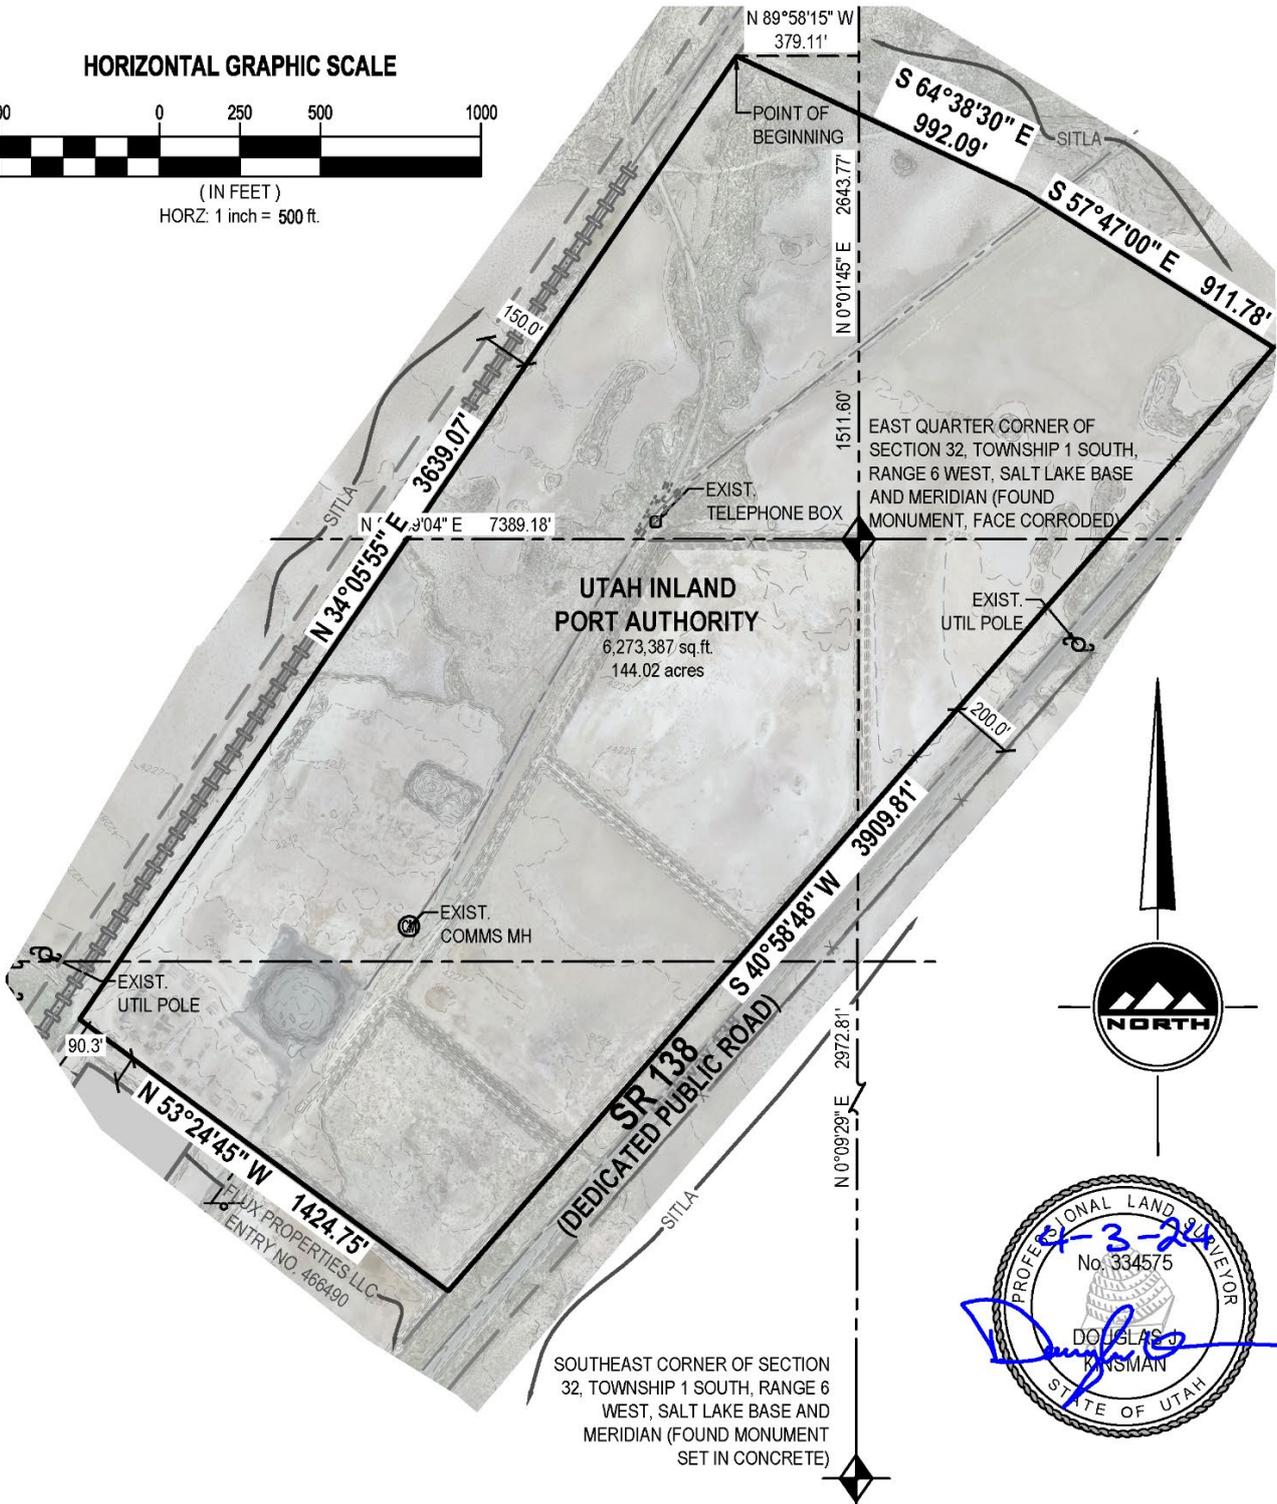 N 89°58'15" W
379.11'
HORIZONTAL GRAPHIC SCALE
0 250 500 1000
( IN FEET )
HORZ: 1 inch = 500 ft.
POINT OF
BEGINNING
S 64°38'30" E
992.09'
SITLA
S 57°47'00" E 911.78'
N 0°01'45" E 2643.77'
150.0'
1511.60'
EAST QUARTER CORNER OF
SECTION 32, TOWNSHIP 1 SOUTH,
RANGE 6 WEST, SALT LAKE BASE
AND MERIDIAN (FOUND
MONUMENT, FACE CORRODED)
N 34°05'55" E 3639.07'
SITLA
EXIST.
TELEPHONE BOX
N 9'04" E 7389.18'
UTAH INLAND
PORT AUTHORITY
6,273,387 sq.ft.
144.02 acres
EXIST.
UTIL POLE
200.0'
S 40°58'48" W 3909.81'
4226
4227
CM
EXIST.
COMMS MH
EXIST.
UTIL POLE
90.3'
NORTH
N 53°24'45" W 1424.75'
SR 138
(DEDICATED PUBLIC ROAD)
N 0°09'29" E 2972.81'
SITLA
FLUX PROPERTIES LLC
ENTRY NO. 466490
PROFESSIONAL LAND SURVEYOR
4-3-24
No. 334575
DOUGLAS J.
KINSMAN
STATE OF UTAH
SOUTHEAST CORNER OF SECTION
32, TOWNSHIP 1 SOUTH, RANGE 6
WEST, SALT LAKE BASE AND
MERIDIAN (FOUND MONUMENT
SET IN CONCRETE)